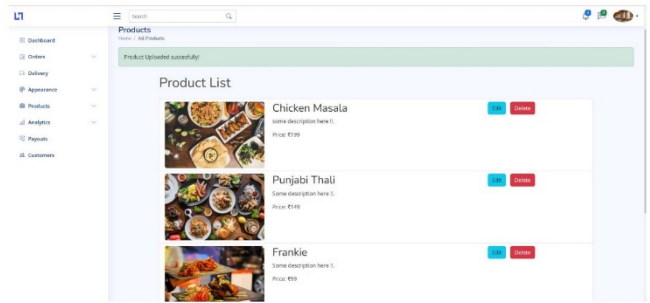 Search
Products
Home / All Products
Dashboard
Orders
Delivery
Appearance
Products
Analytics
Payouts
Customers
Product Uploaded succesfully!
Product List
Chicken Masala
some description here !!.
Price: ₹199
Edit
Delete
Punjabi Thali
Some description here !!.
Price: ₹149
Edit
Delete
Frankie
Some description here !!.
Price: ₹99
Edit
Delete